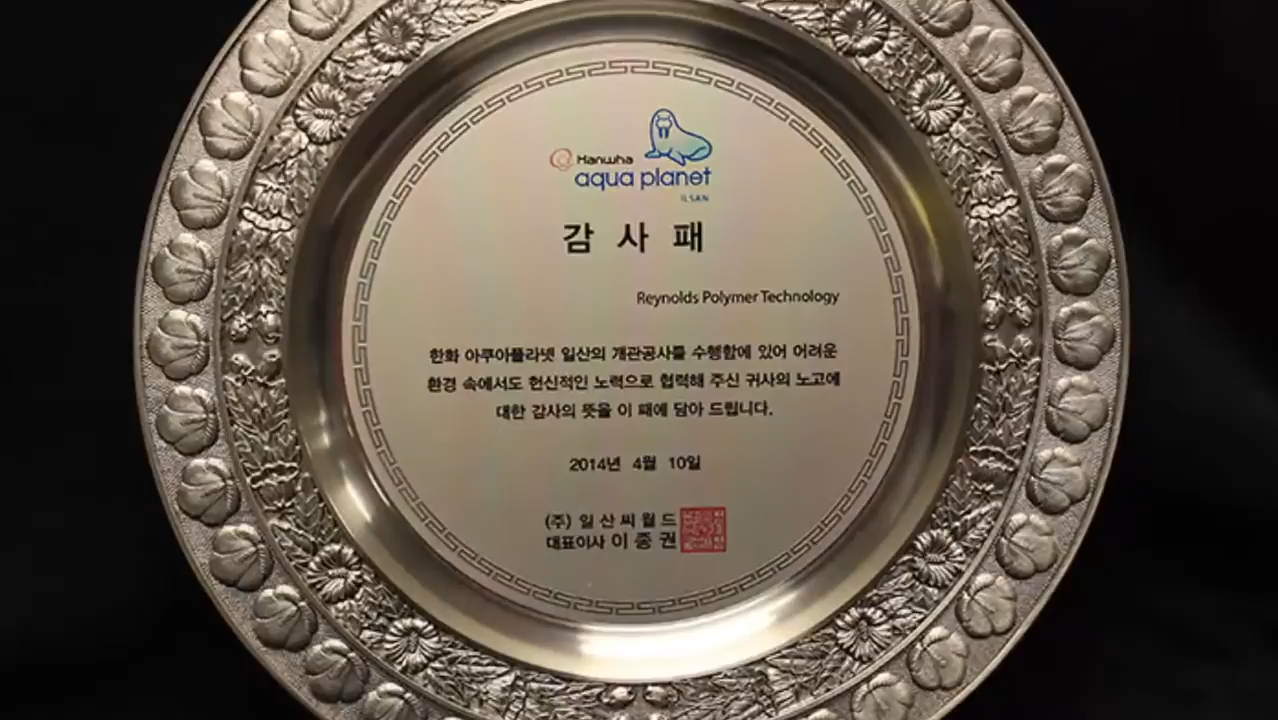 Hanwha
aqua planet
ILSAN
감 사 패
Reynolds Polymer Technology
한화 아쿠아플라넷 일산의 개관공사를 수행함에 있어 어려운
환경 속에서도 헌신적인 노력으로 협력해 주신 귀사의 노고에
대한 감사의 뜻을 이 패에 담아 드립니다.
2014년 4월 10일
(주) 일 산 씨 월 드
대표이사 이 종 권